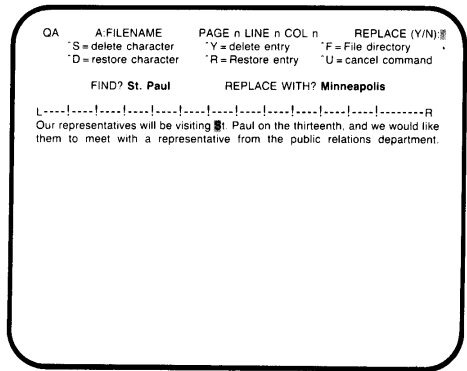 QA A:FILENAME PAGE n LINE n COL n REPLACE (Y/N):
^S = delete character ^Y = delete entry ^F = File directory
^D = restore character ^R = Restore entry ^U = cancel command
FIND? St. Paul REPLACE WITH? Minneapolis
L----!----!----!----!----!----!----!----!----!----!--------R
Our representatives will be visiting St. Paul on the thirteenth, and we would like
them to meet with a representative from the public relations department.